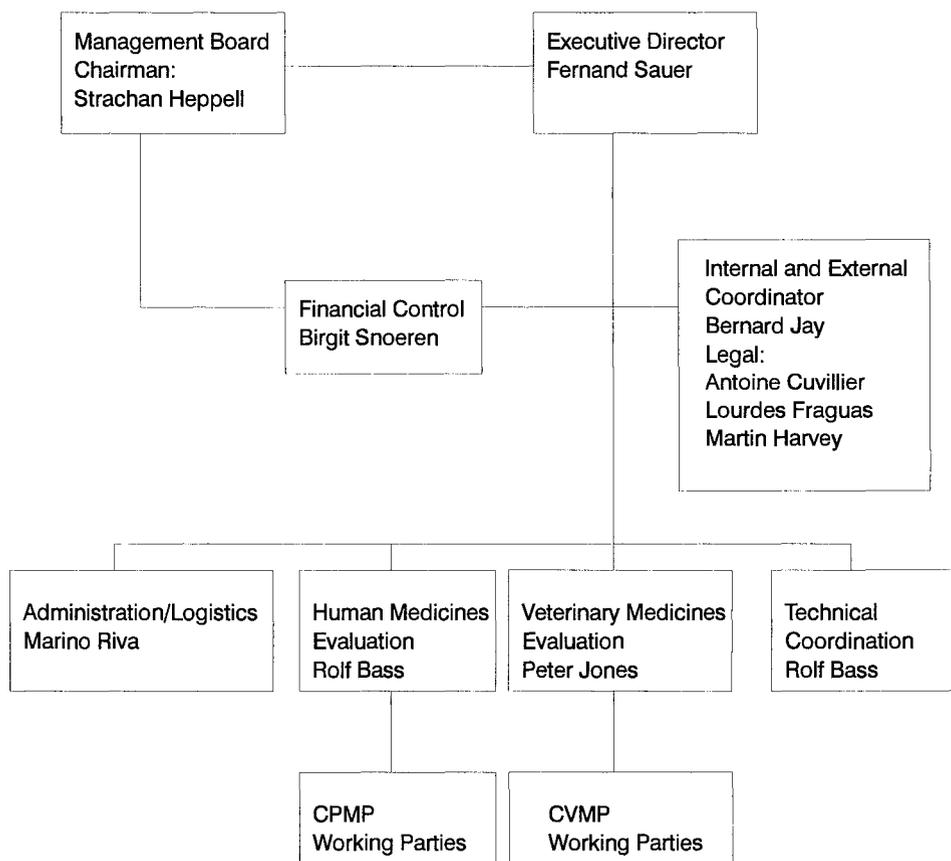 Management Board
Chairman:
Strachan Heppell
Executive Director
Fernand Sauer
Internal and External
Coordinator
Bernard Jay
Legal:
Antoine Cuvillier
Lourdes Fraguas
Martin Harvey
Financial Control
Birgit Snoeren
Administration/Logistics
Marino Riva
Human Medicines
Evaluation
Rolf Bass
Veterinary Medicines
Evaluation
Peter Jones
Technical
Coordination
Rolf Bass
CPMP
Working Parties
CVMP
Working Parties